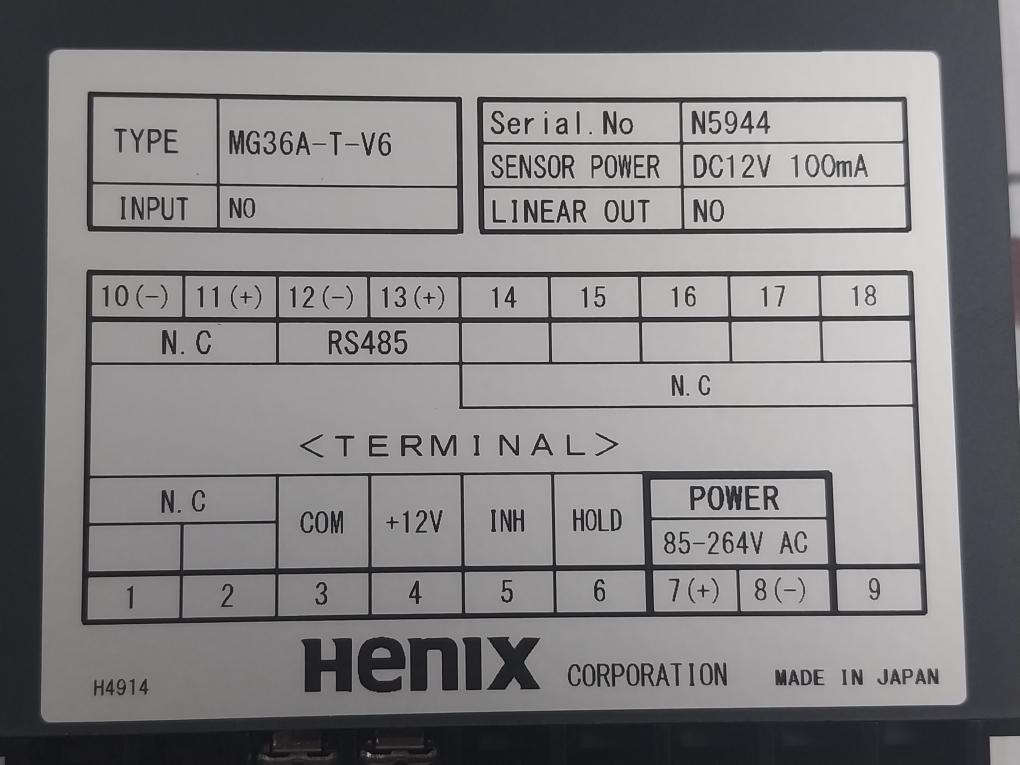 TYPE MG36A-T-V6
INPUT NO
Serial.No N5944
SENSOR POWER DC12V 100mA
LINEAR OUT NO
10(-) 11(+) 12(-) 13(+) 14 15 16 17 18
N.C RS485
N.C
<TERMINAL>
N.C COM +12V INH HOLD POWER
85-264V AC
1 2 3 4 5 6 7(+) 8(-) 9
HENIX CORPORATION MADE IN JAPAN
H4914